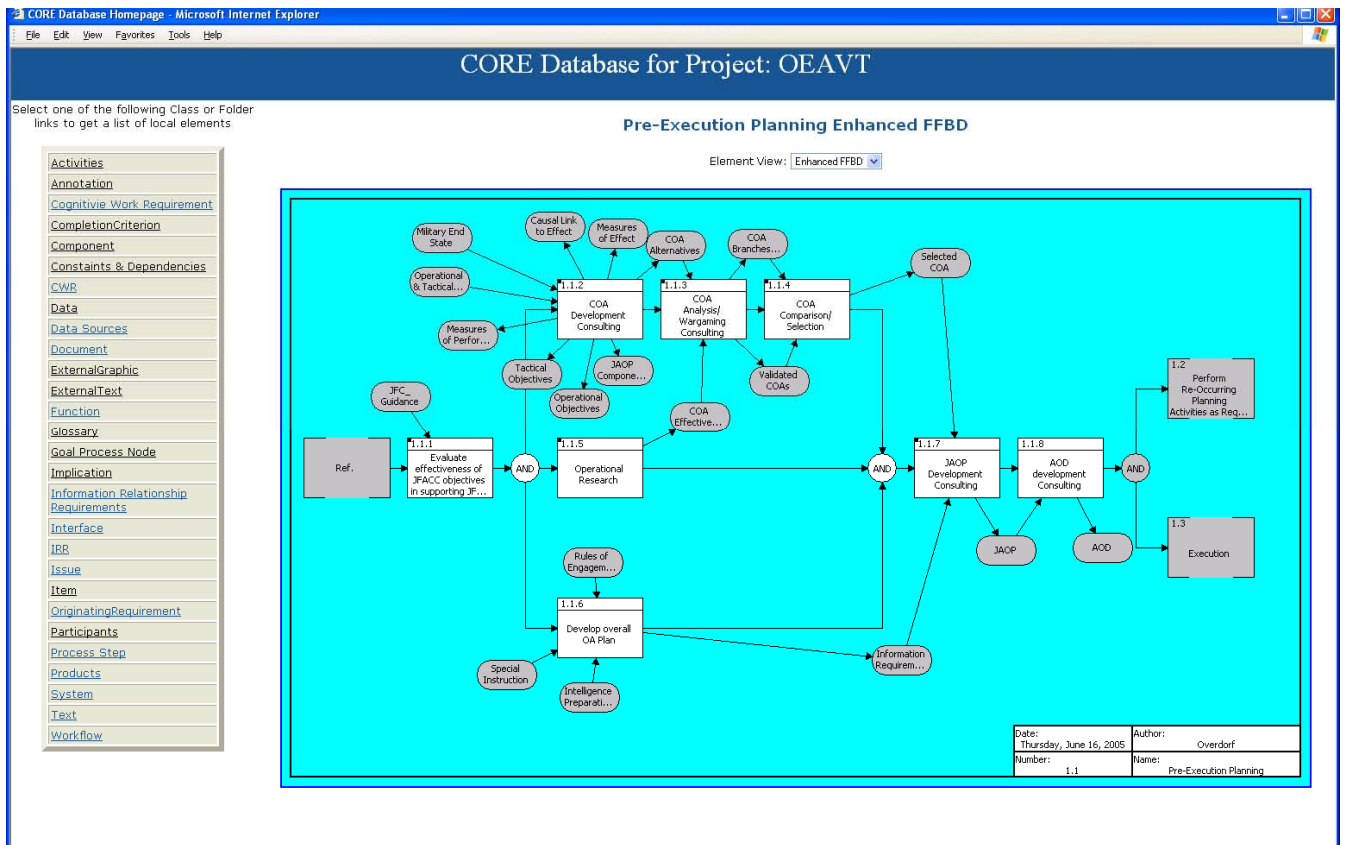 CORE Database Homepage - Microsoft Internet Explorer
File Edit View Favorites Tools Help
CORE Database for Project: OEAVT
Select one of the following Class or Folder
links to get a list of local elements
Activities
Annotation
Cognitivie Work Requirement
CompletionCriterion
Component
Constaints & Dependencies
CWR
Data
Data Sources
Document
ExternalGraphic
ExternalText
Function
Glossary
Goal Process Node
Implication
Information Relationship
Requirements
Interface
IRR
Issue
Item
OriginatingRequirement
Participants
Process Step
Products
System
Text
Workflow
Pre-Execution Planning Enhanced FFBD
Element View: Enhanced FFBD
Military End
State
Causal Link
to Effect
Measures
of Effect
COA
Alternatives
COA
Branches...
Selected
COA
Operational
& Tactical...
1.1.2
COA
Development
Consulting
1.1.3
COA
Analysis/
Wargaming
Consulting
1.1.4
COA
Comparison/
Selection
Measures
of Perfor...
Tactical
Objectives
JAOP
Compone...
Validated
COAs
Operational
Objectives
COA
Effective...
JFC_
Guidance
1.2
Perform
Re-Occurring
Planning
Activities as Req...
Ref.
1.1.1
Evaluate
effectiveness of
JFACC objectives
in supporting JF...
AND
1.1.5
Operational
Research
AND
1.1.7
JAOP
Development
Consulting
1.1.8
AOD
development
Consulting
AND
JAOP
AOD
1.3
Execution
Rules of
Engagem...
1.1.6
Develop overall
OA Plan
Special
Instruction
Intelligence
Preparati...
Information
Requirem...
Date:
Thursday, June 16, 2005
Author:
Overdorf
Number:
1.1
Name:
Pre-Execution Planning